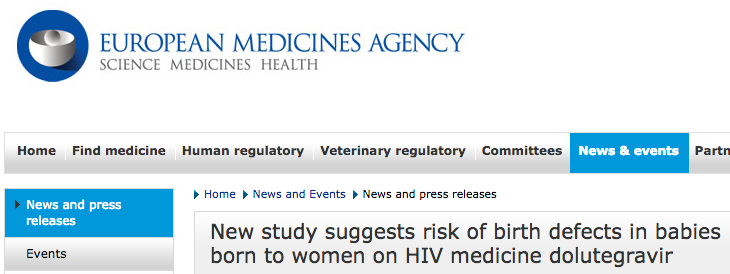 EUROPEAN MEDICINES AGENCY
SCIENCE MEDICINES HEALTH
Home Find medicine Human regulatory Veterinary regulatory Committees News & events Partn
News and press
releases
Events
Home News and Events News and press releases
New study suggests risk of birth defects in babies
born to women on HIV medicine dolutegravir